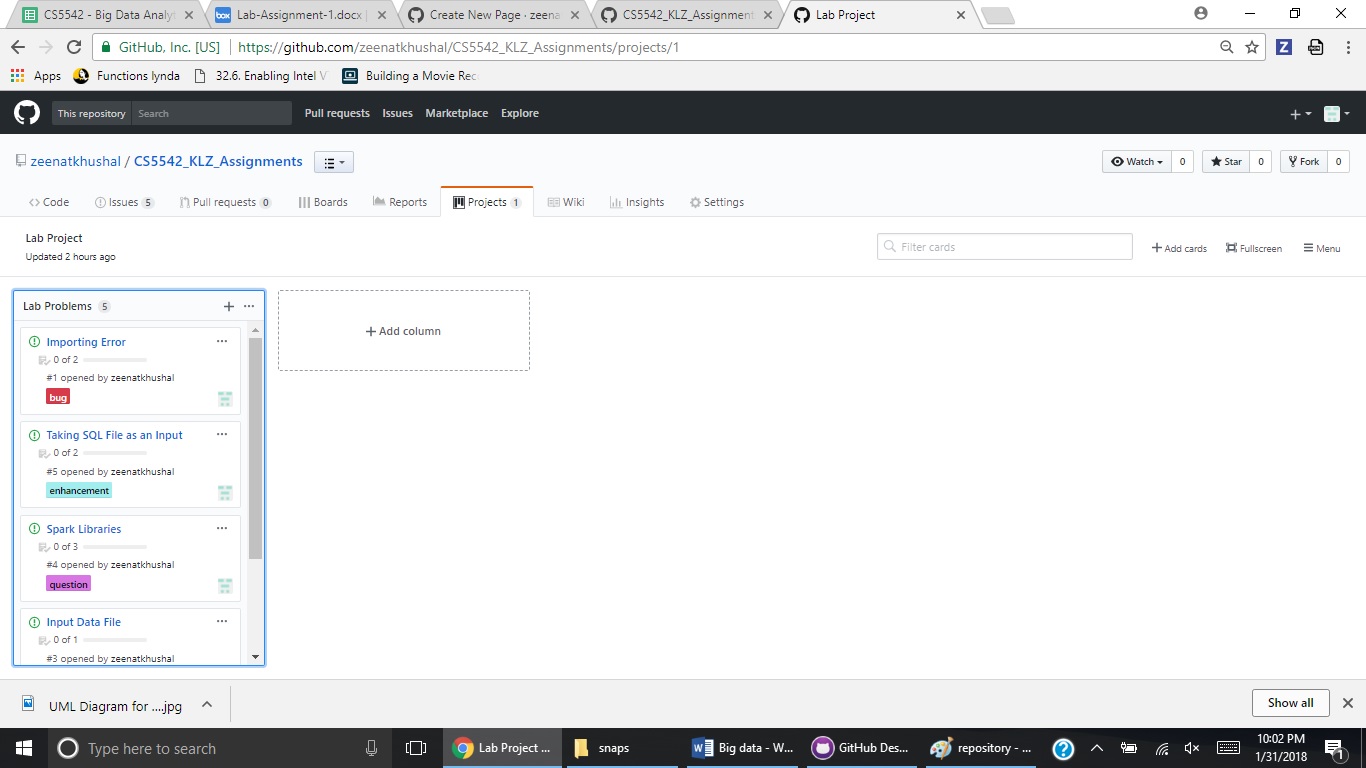 CS5542 - Big Data Analyt
Lab-Assignment-1.docx |
Create New Page · zeena
CS5542_KLZ_Assignment
Lab Project
GitHub, Inc. [US]
https://github.com/zeenatkhushal/CS5542_KLZ_Assignments/projects/1
Apps
Functions lynda
32.6. Enabling Intel V
Building a Movie Rec
This repository
Search
Pull requests
Issues
Marketplace
Explore
zeenatkhushal / CS5542_KLZ_Assignments
Watch 0
Star 0
Fork 0
Code
Issues 5
Pull requests 0
Boards
Reports
Projects 1
Wiki
Insights
Settings
Lab Project
Updated 2 hours ago
Filter cards
Add cards
Fullscreen
Menu
Lab Problems 5
Importing Error
0 of 2
#1 opened by zeenatkhushal
bug
Taking SQL File as an Input
0 of 2
#5 opened by zeenatkhushal
enhancement
Spark Libraries
0 of 3
#4 opened by zeenatkhushal
question
Input Data File
0 of 1
#3 opened by zeenatkhushal
Add column
UML Diagram for ....jpg
Show all
Type here to search
Lab Project ...
snaps
Big data - W...
GitHub Des...
repository - ...
10:02 PM
1/31/2018
1